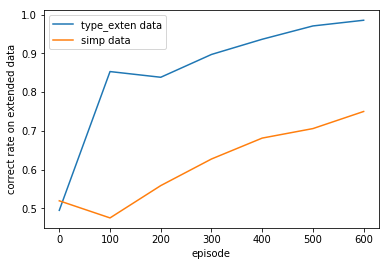 type_exten data
simp data
correct rate on extended data
1.0
0.9
0.8
0.7
0.6
0.5
0 100 200 300 400 500 600
episode